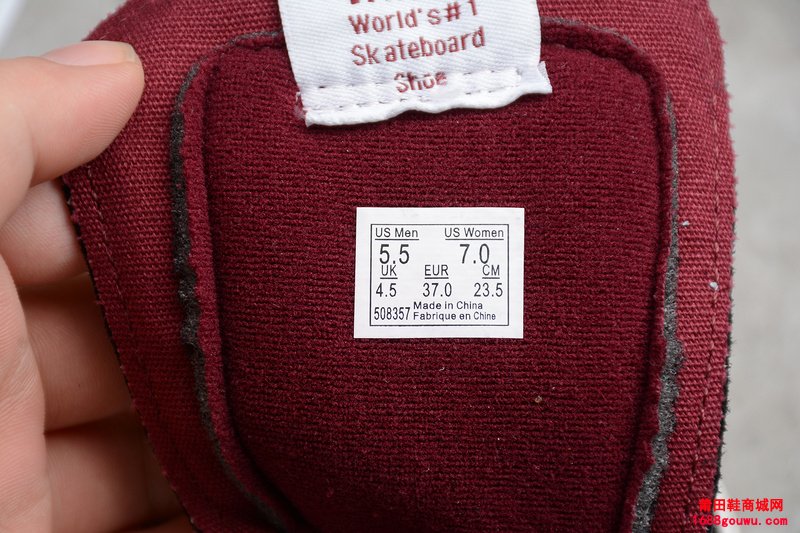 World's #1
Skateboard
Shoe
US Men US Women
5.5 7.0
UK EUR CM
4.5 37.0 23.5
508357 Made in China
Fabrique en Chine
莆田鞋商城网
1688gouwu.com